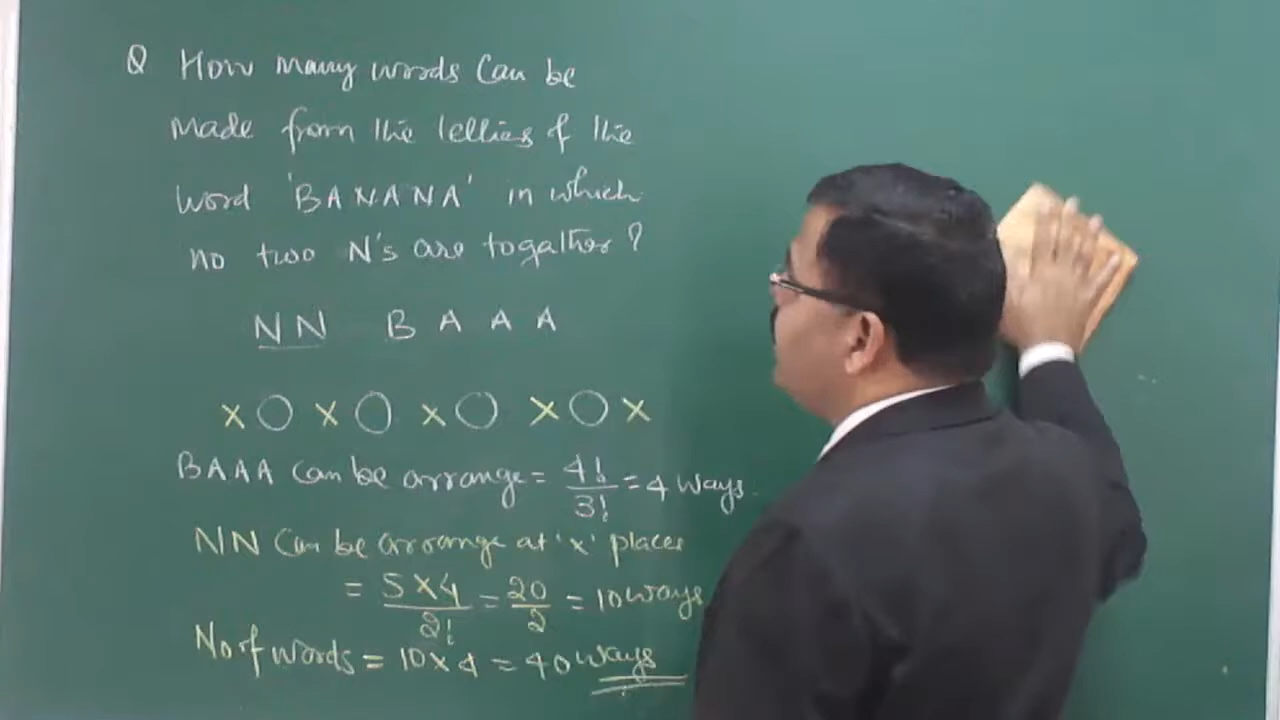 Q How many words can be
made from the letters of the
word 'BANANA' in which
no two N's are togather?
NN B A A A
x O x O x O x O x
BAAA can be arrange = 4!/3! = 4 ways.
NN can be arrange at 'x' places
= 5×4/2! = 20/2 = 10 ways
No of words = 10 × 4 = 40 ways